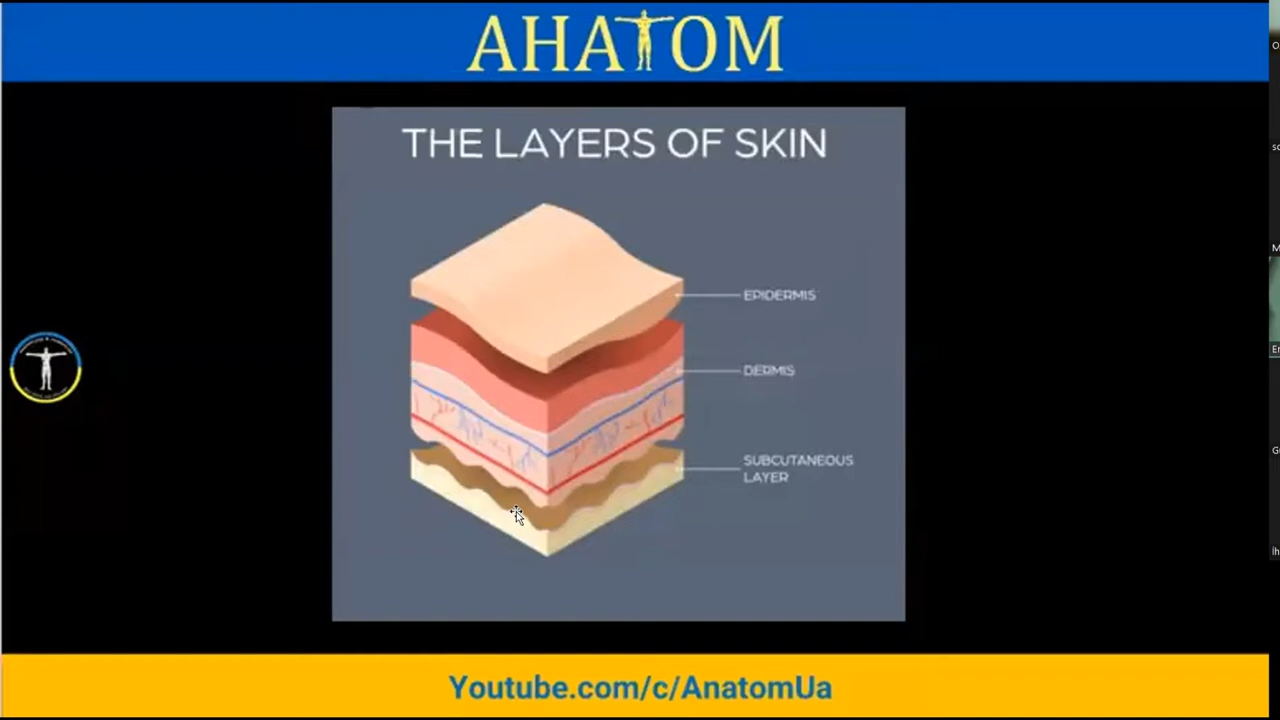 АНАТОМ
THE LAYERS OF SKIN
EPIDERMIS
DERMIS
SUBCUTANEOUS
LAYER
Youtube.com/c/AnatomUa